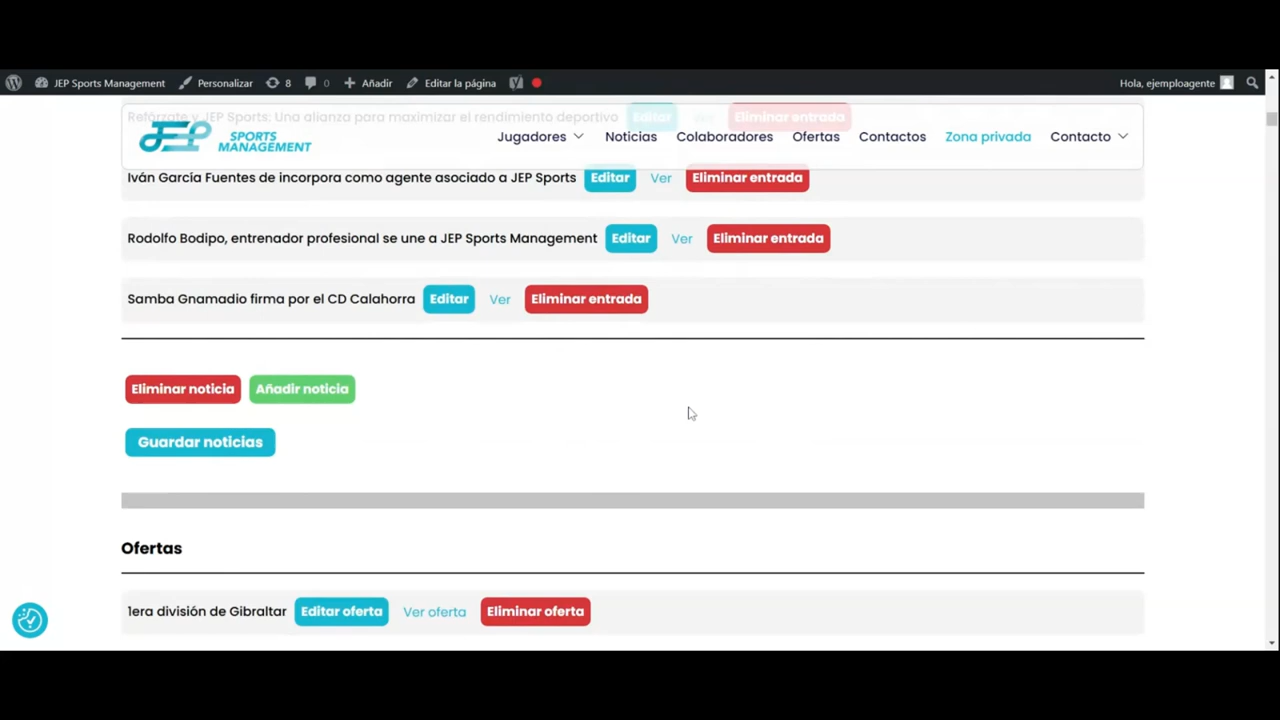 JEP Sports Management Personalizar 8 0 Añadir Editar la página Hola, ejemploagente
Refórrate y JEP Sports: Una alianza para maximizar el rendimiento deportivo Editar Eliminar entrada
JEP SPORTS MANAGEMENT Jugadores Noticias Colaboradores Ofertas Contactos Zona privada Contacto
Iván García Fuentes de incorpora como agente asociado a JEP Sports Editar Ver Eliminar entrada
Rodolfo Bodipo, entrenador profesional se une a JEP Sports Management Editar Ver Eliminar entrada
Samba Gnamadio firma por el CD Calahorra Editar Ver Eliminar entrada
Eliminar noticia Añadir noticia
Guardar noticias
Ofertas
1era división de Gibraltar Editar oferta Ver oferta Eliminar oferta